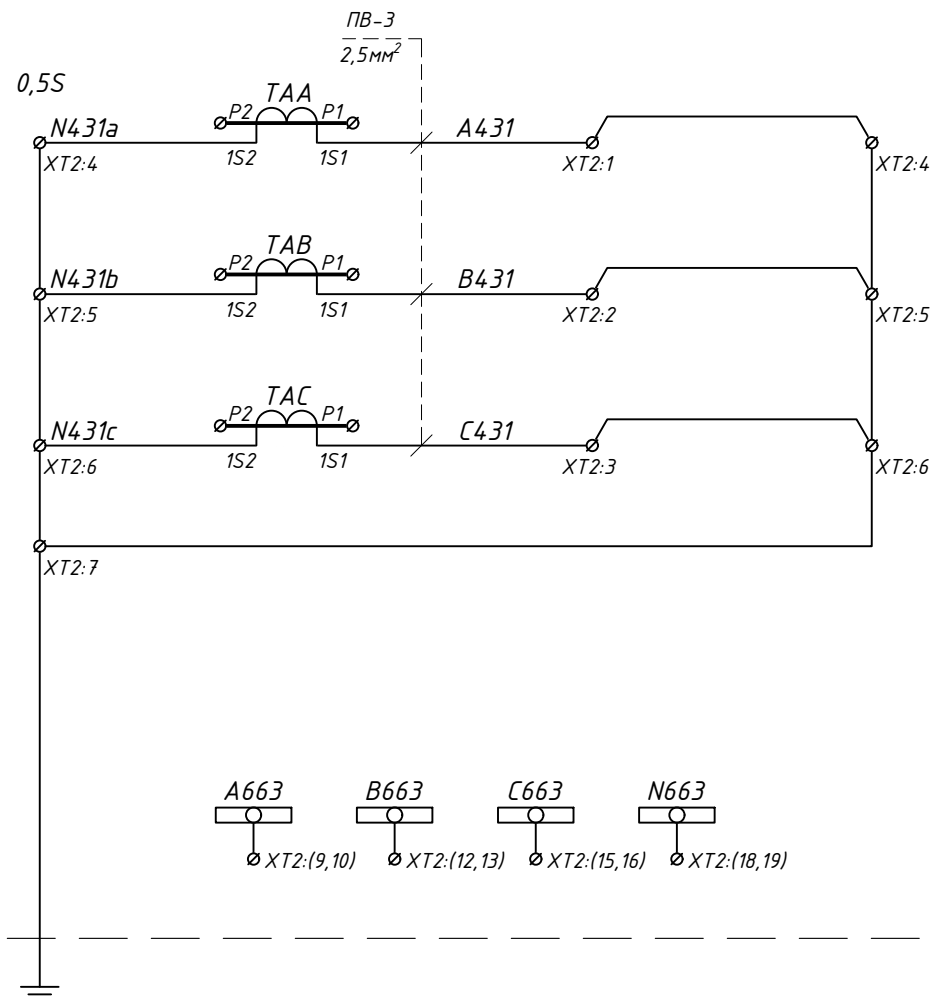 ПВ-3
2,5мм²
0,5S
TAA
P2 P1
N431a A431
XT2:4 1S2 1S1 XT2:1 XT2:4
TAB
P2 P1
N431b B431
XT2:5 1S2 1S1 XT2:2 XT2:5
TAC
P2 P1
N431c C431
XT2:6 1S2 1S1 XT2:3 XT2:6
XT2:7
A663 B663 C663 N663
XT2:(9,10) XT2:(12,13) XT2:(15,16) XT2:(18,19)